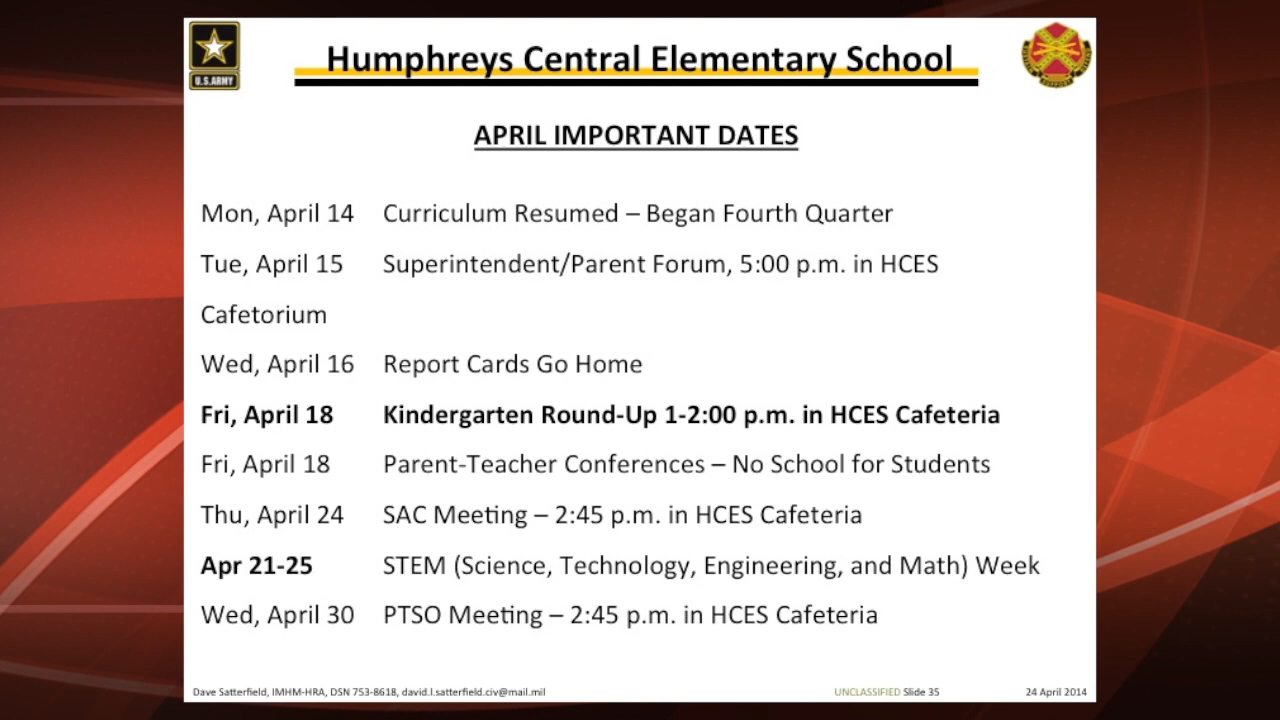 U.S.ARMY
Humphreys Central Elementary School
APRIL IMPORTANT DATES
Mon, April 14 Curriculum Resumed – Began Fourth Quarter
Tue, April 15 Superintendent/Parent Forum, 5:00 p.m. in HCES
Cafetorium
Wed, April 16 Report Cards Go Home
Fri, April 18 Kindergarten Round-Up 1-2:00 p.m. in HCES Cafeteria
Fri, April 18 Parent-Teacher Conferences – No School for Students
Thu, April 24 SAC Meeting – 2:45 p.m. in HCES Cafeteria
Apr 21-25 STEM (Science, Technology, Engineering, and Math) Week
Wed, April 30 PTSO Meeting – 2:45 p.m. in HCES Cafeteria
Dave Satterfield, IMHM-HRA, DSN 753-8618, david.l.satterfield.civ@mail.mil UNCLASSIFIED Slide 35 24 April 2014